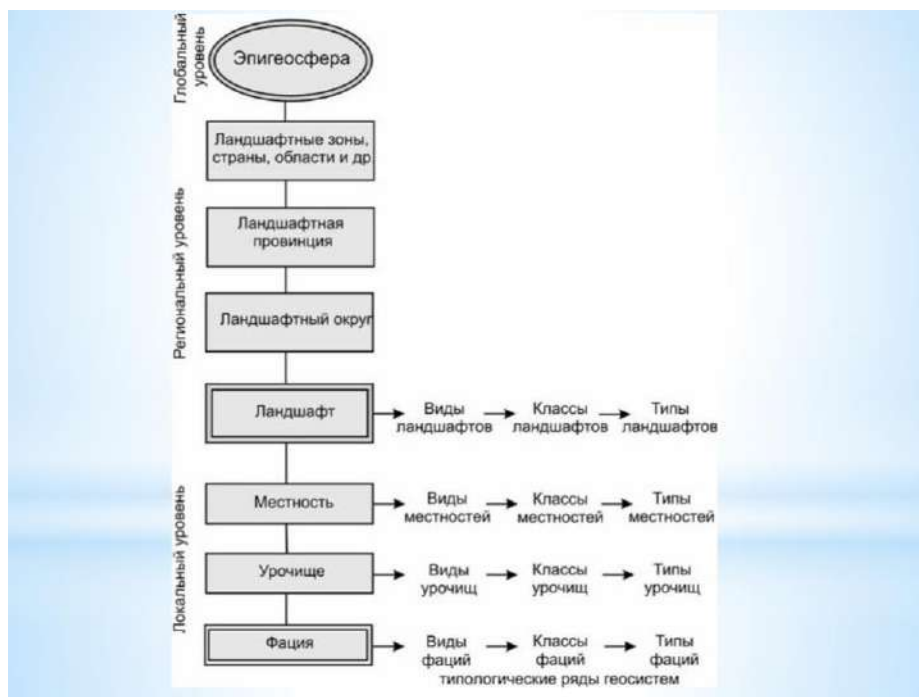 Глобальный
уровень
Эпигеосфера
Ландшафтные зоны,
страны, области и др
Региональный уровень
Ландшафтная
провинция
Ландшафтный округ
Ландшафт
Виды
ландшафтов
Классы
ландшафтов
Типы
ландшафтов
Локальный уровень
Местность
Виды
местностей
Классы
местностей
Типы
местностей
Урочище
Виды
урочищ
Классы
урочищ
Типы
урочищ
Фация
Виды
фаций
Классы
фаций
Типы
фаций
типологические ряды геосистем